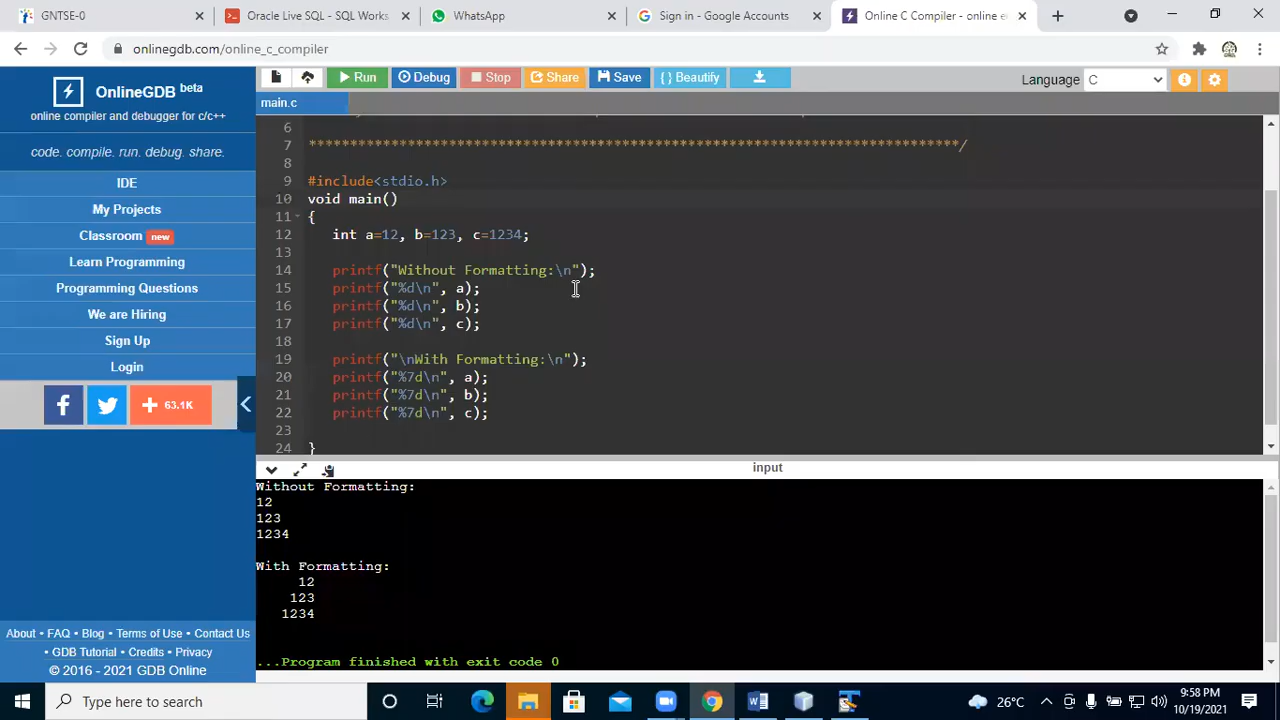 GNTSE-0
Oracle Live SQL - SQL Works
WhatsApp
Sign in - Google Accounts
Online C Compiler - online e
onlinegdb.com/online_c_compiler
OnlineGDB beta
online compiler and debugger for c/c++
code. compile. run. debug. share.
IDE
My Projects
Classroom new
Learn Programming
Programming Questions
We are Hiring
Sign Up
Login
63.1K
About • FAQ • Blog • Terms of Use • Contact Us
• GDB Tutorial • Credits • Privacy
© 2016 - 2021 GDB Online
Run
Debug
Stop
Share
Save
{ } Beautify
Language C
main.c
6
7 *******************************************************************************/
8
9 #include<stdio.h>
10 void main()
11 {
12 int a=12, b=123, c=1234;
13
14 printf("Without Formatting:\n");
15 printf("%d\n", a);
16 printf("%d\n", b);
17 printf("%d\n", c);
18
19 printf("\nWith Formatting:\n");
20 printf("%7d\n", a);
21 printf("%7d\n", b);
22 printf("%7d\n", c);
23
24 }
input
Without Formatting:
12
123
1234
With Formatting:
12
123
1234
...Program finished with exit code 0
Type here to search
26°C
9:58 PM
10/19/2021